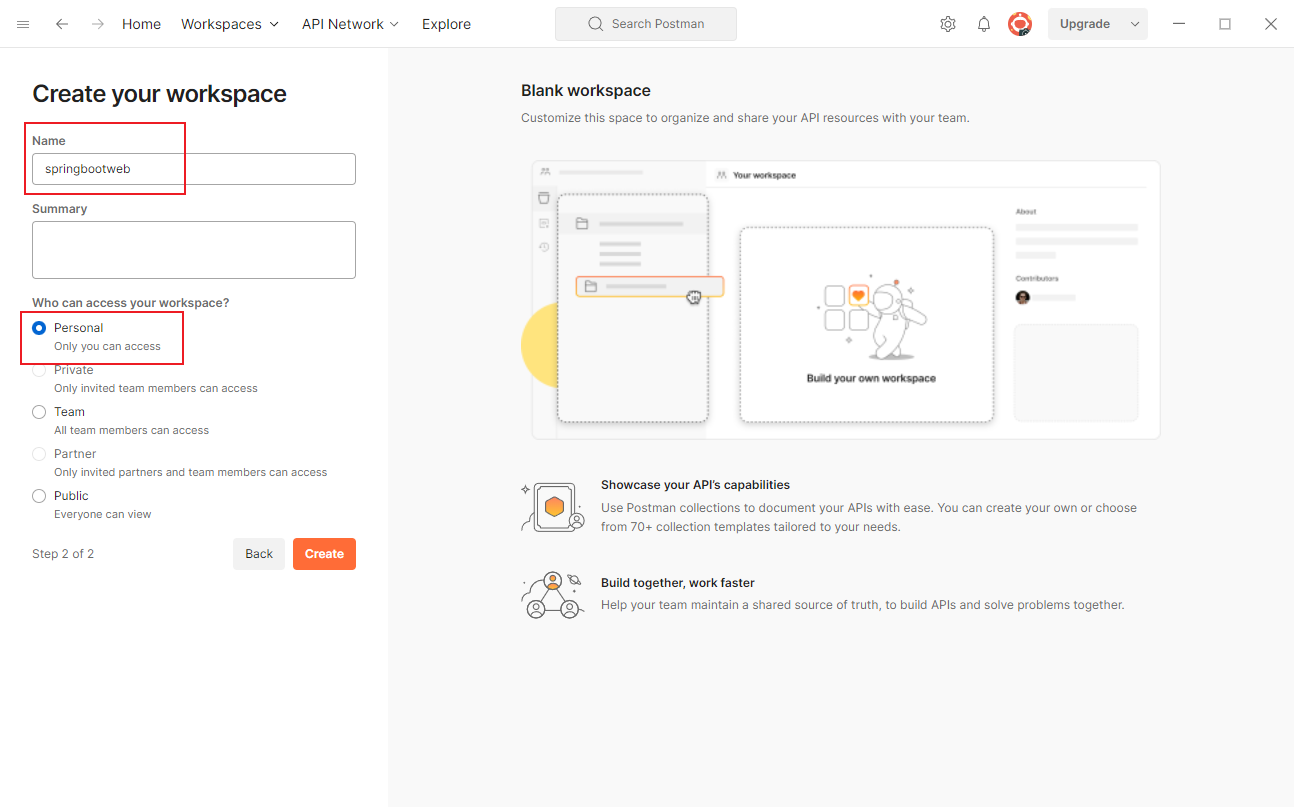 Home
Workspaces
API Network
Explore
Search Postman
Upgrade
Create your workspace
Name
springbootweb
Summary
Who can access your workspace?
Personal
Only you can access
Private
Only invited team members can access
Team
All team members can access
Partner
Only invited partners and team members can access
Public
Everyone can view
Step 2 of 2
Back
Create
Blank workspace
Customize this space to organize and share your API resources with your team.
Your workspace
About
Contributors
Build your own workspace
Showcase your API's capabilities
Use Postman collections to document your APIs with ease. You can create your own or choose
from 70+ collection templates tailored to your needs.
Build together, work faster
Help your team maintain a shared source of truth, to build APIs and solve problems together.